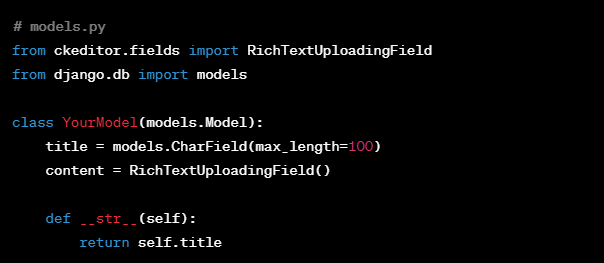 # models.py
from ckeditor.fields import RichTextUploadingField
from django.db import models

class YourModel(models.Model):
    title = models.CharField(max_length=100)
    content = RichTextUploadingField()

    def __str__(self):
        return self.title